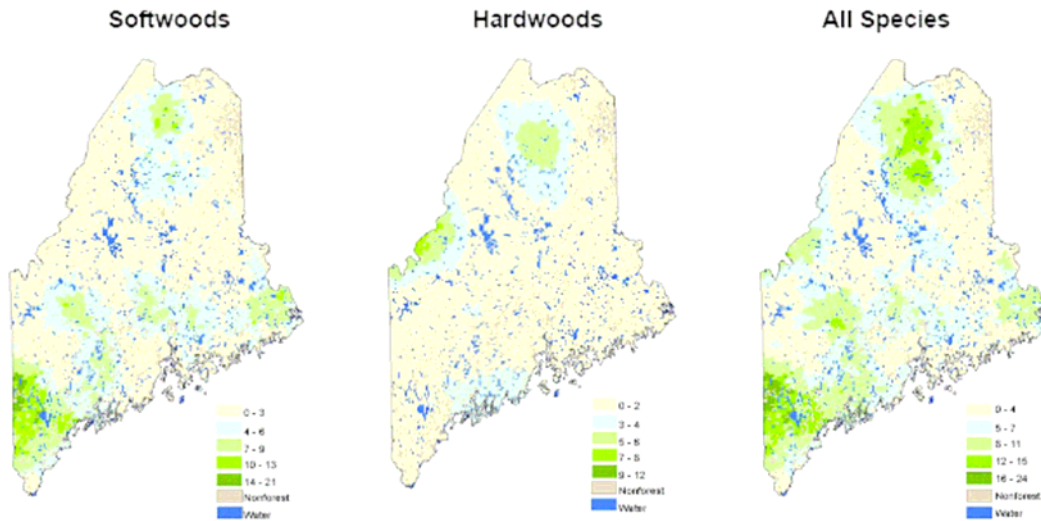 Softwoods
Hardwoods
All Species
0 - 3
4 - 6
7 - 9
10 - 13
14 - 21
Nonforest
Water
0 - 2
3 - 4
5 - 6
7 - 8
9 - 12
Nonforest
Water
0 - 4
5 - 7
8 - 11
12 - 15
16 - 24
Nonforest
Water